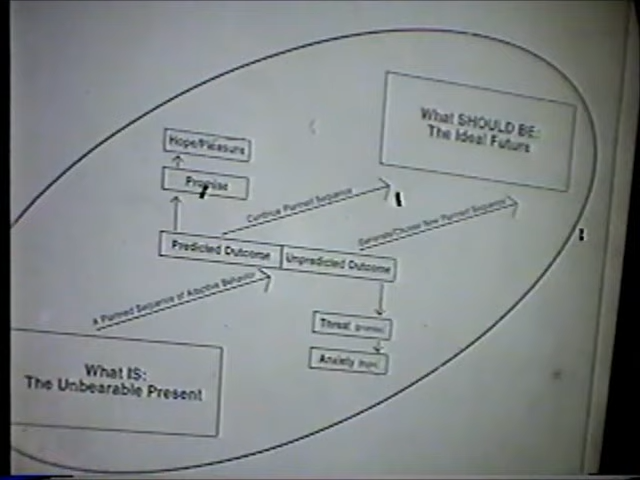 What SHOULD BE:
The Ideal Future
Hope/Pleasure
Promise
Continue Planned Sequence
Generate/Choose New Planned Sequence
Predicted Outcome
Unpredicted Outcome
A Planned Sequence of Adaptive Behavior
Threat
Anxiety
What IS:
The Unbearable Present